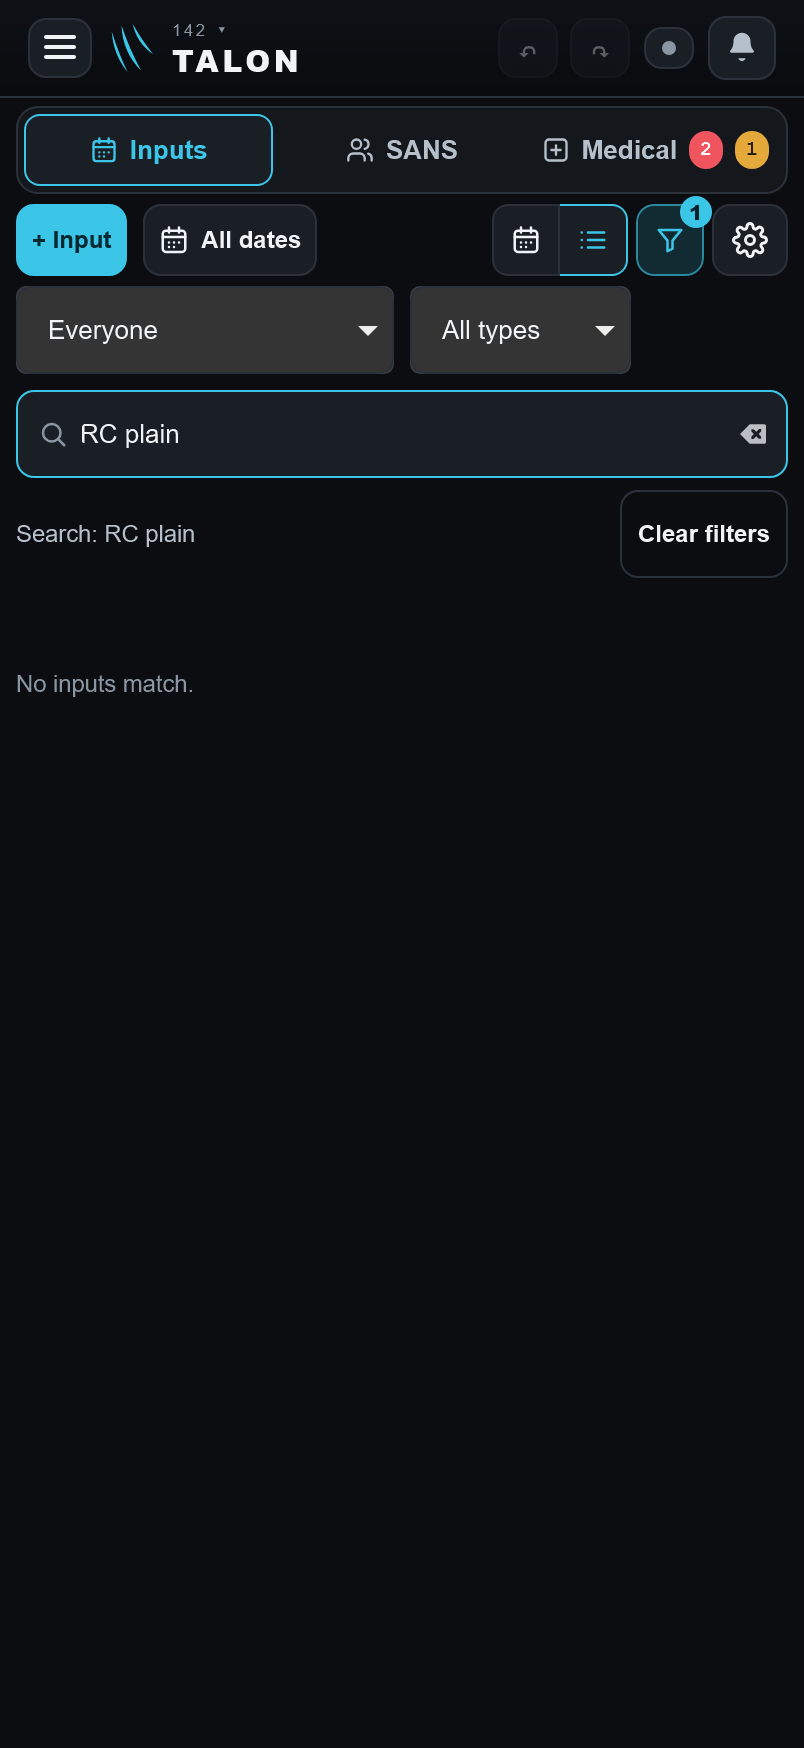 142 ▾
TALON
Inputs
SANS
Medical 2 1
+ Input
All dates
1
Everyone
All types
RC plain
Search: RC plain
Clear filters
No inputs match.